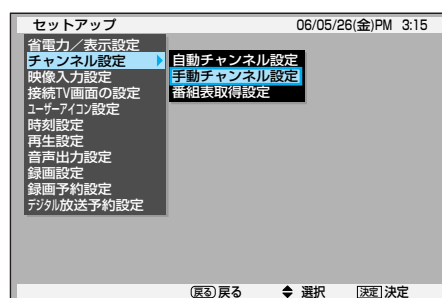 セットアップ 06/05/26(金)PM 3:15
省電力／表示設定
チャンネル設定
映像入力設定
接続TV画面の設定
ユーザーアイコン設定
時刻設定
再生設定
音声出力設定
録画設定
録画予約設定
デジタル放送予約設定
自動チャンネル設定
手動チャンネル設定
番組表取得設定
戻る 戻る 選択 決定 決定